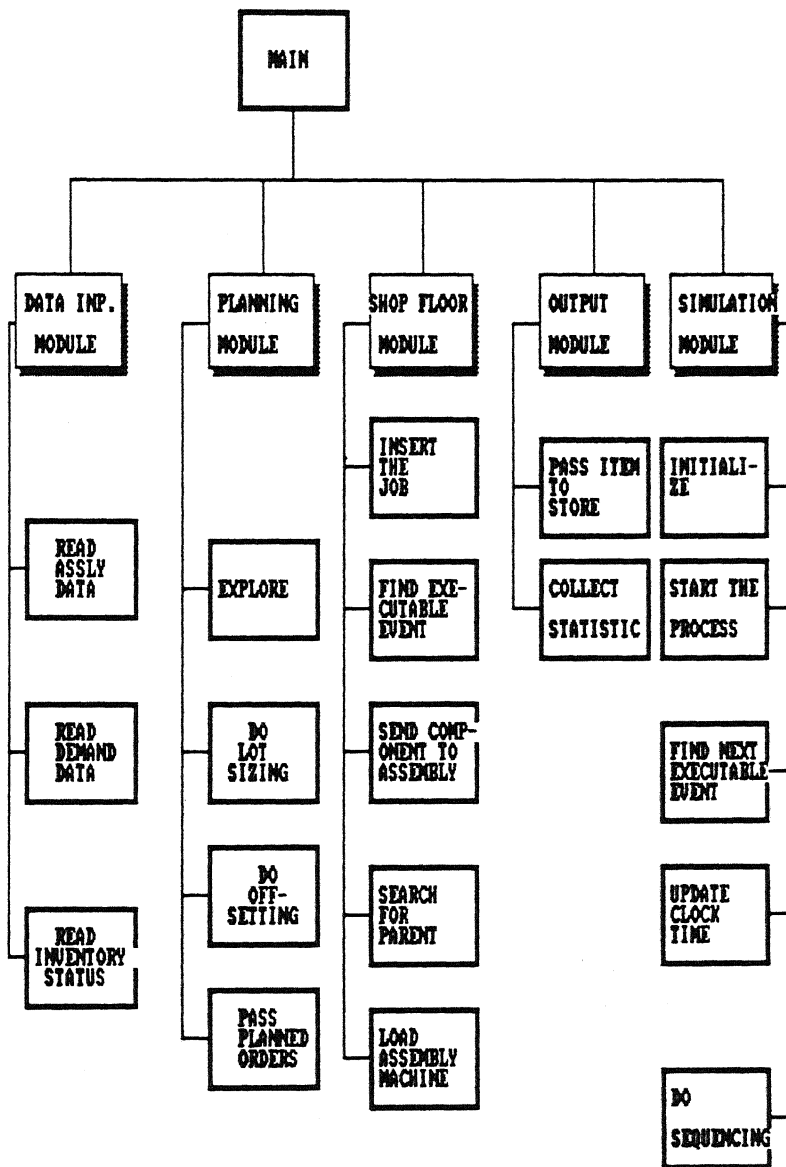 MAIN
DATA INP.
MODULE
READ
ASSLY
DATA
READ
DEMAND
DATA
READ
INVENTORY
STATUS
PLANNING
MODULE
EXPLORE
DO
LOT
SIZING
DO
OFF-
SETTING
PASS
PLANNED
ORDERS
SHOP FLOOR
MODULE
INSERT
THE
JOB
FIND EXE-
CUTABLE
EVENT
SEND COMP-
ONENT TO
ASSEMBLY
SEARCH
FOR
PARENT
LOAD
ASSEMBLY
MACHINE
OUTPUT
MODULE
PASS ITEM
TO
STORE
COLLECT
STATISTIC
SIMULATION
MODULE
INITIALI-
ZE
START THE
PROCESS
FIND NEXT
EXECUTABLE
EVENT
UPDATE
CLOCK
TIME
DO
SEQUENCING